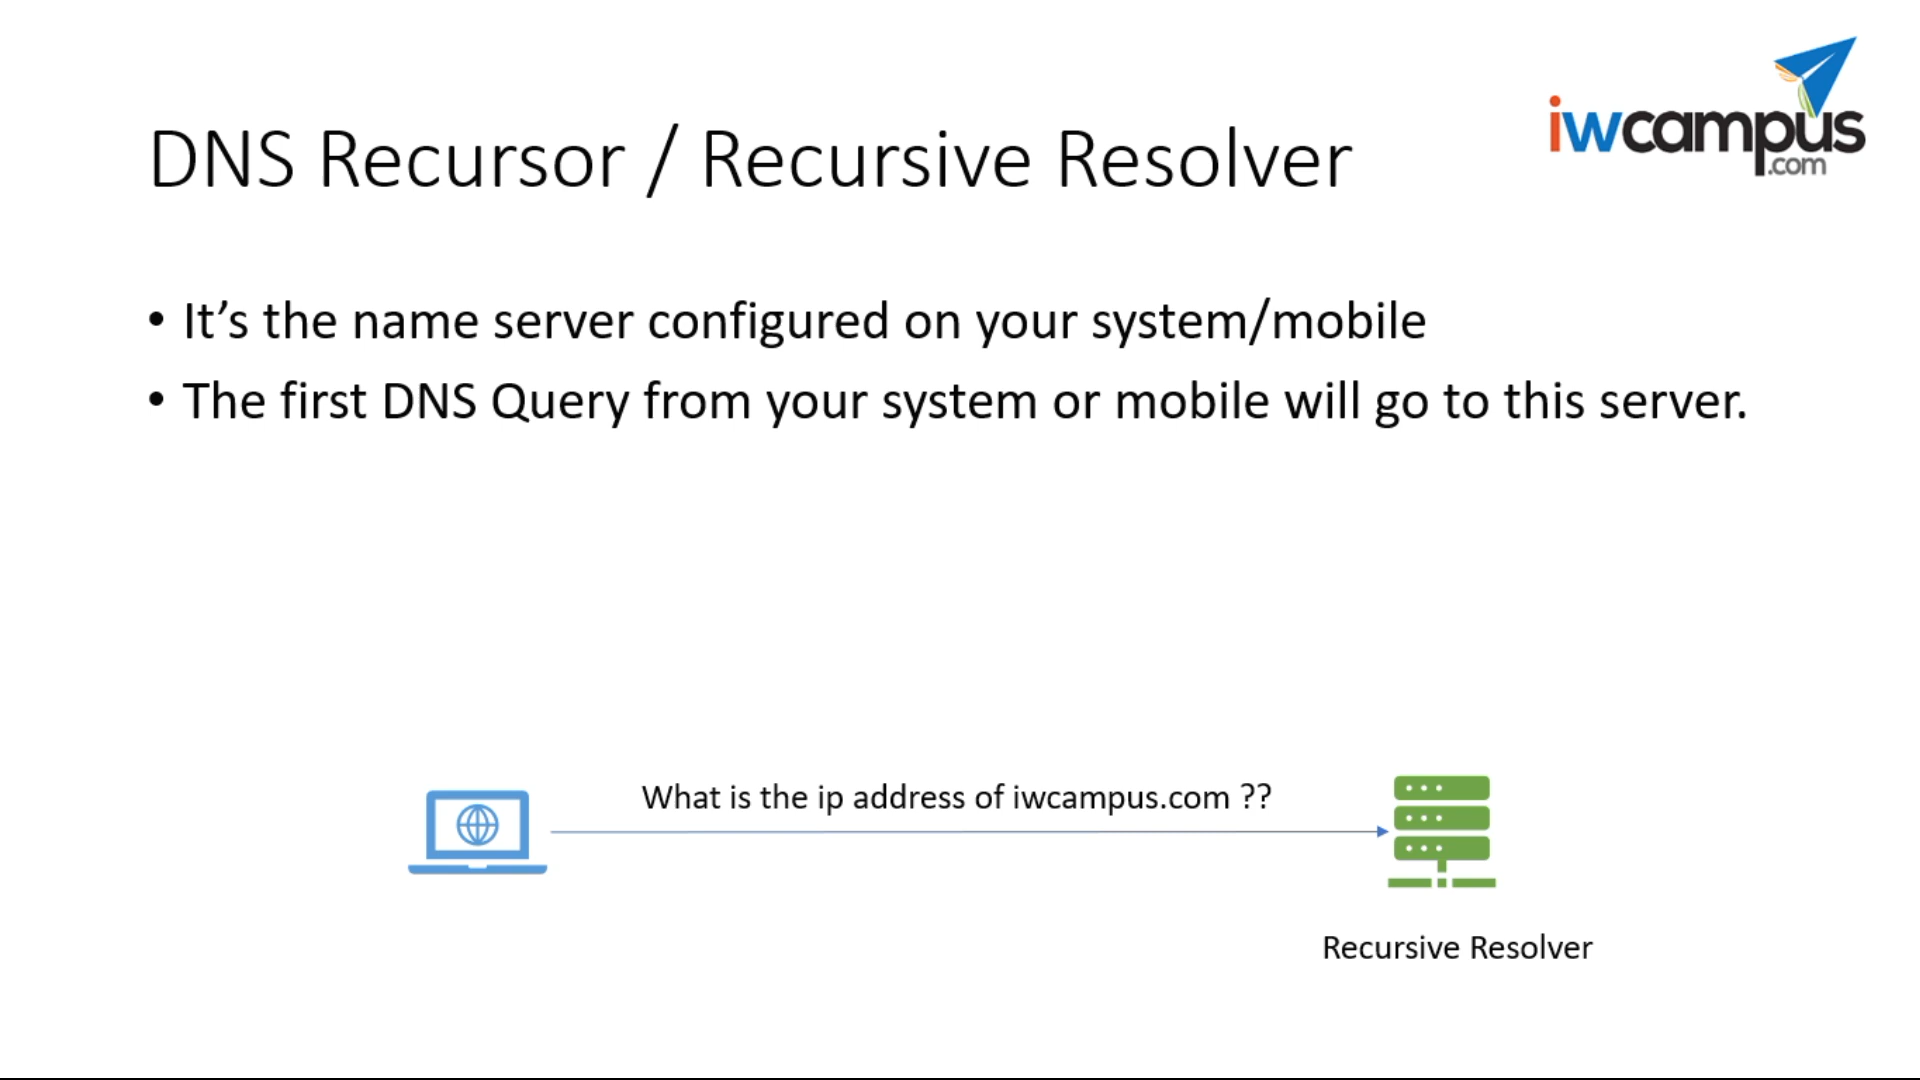 iwcampus
.com
DNS Recursor / Recursive Resolver
• It’s the name server configured on your system/mobile
• The first DNS Query from your system or mobile will go to this server.
What is the ip address of iwcampus.com ??
Recursive Resolver